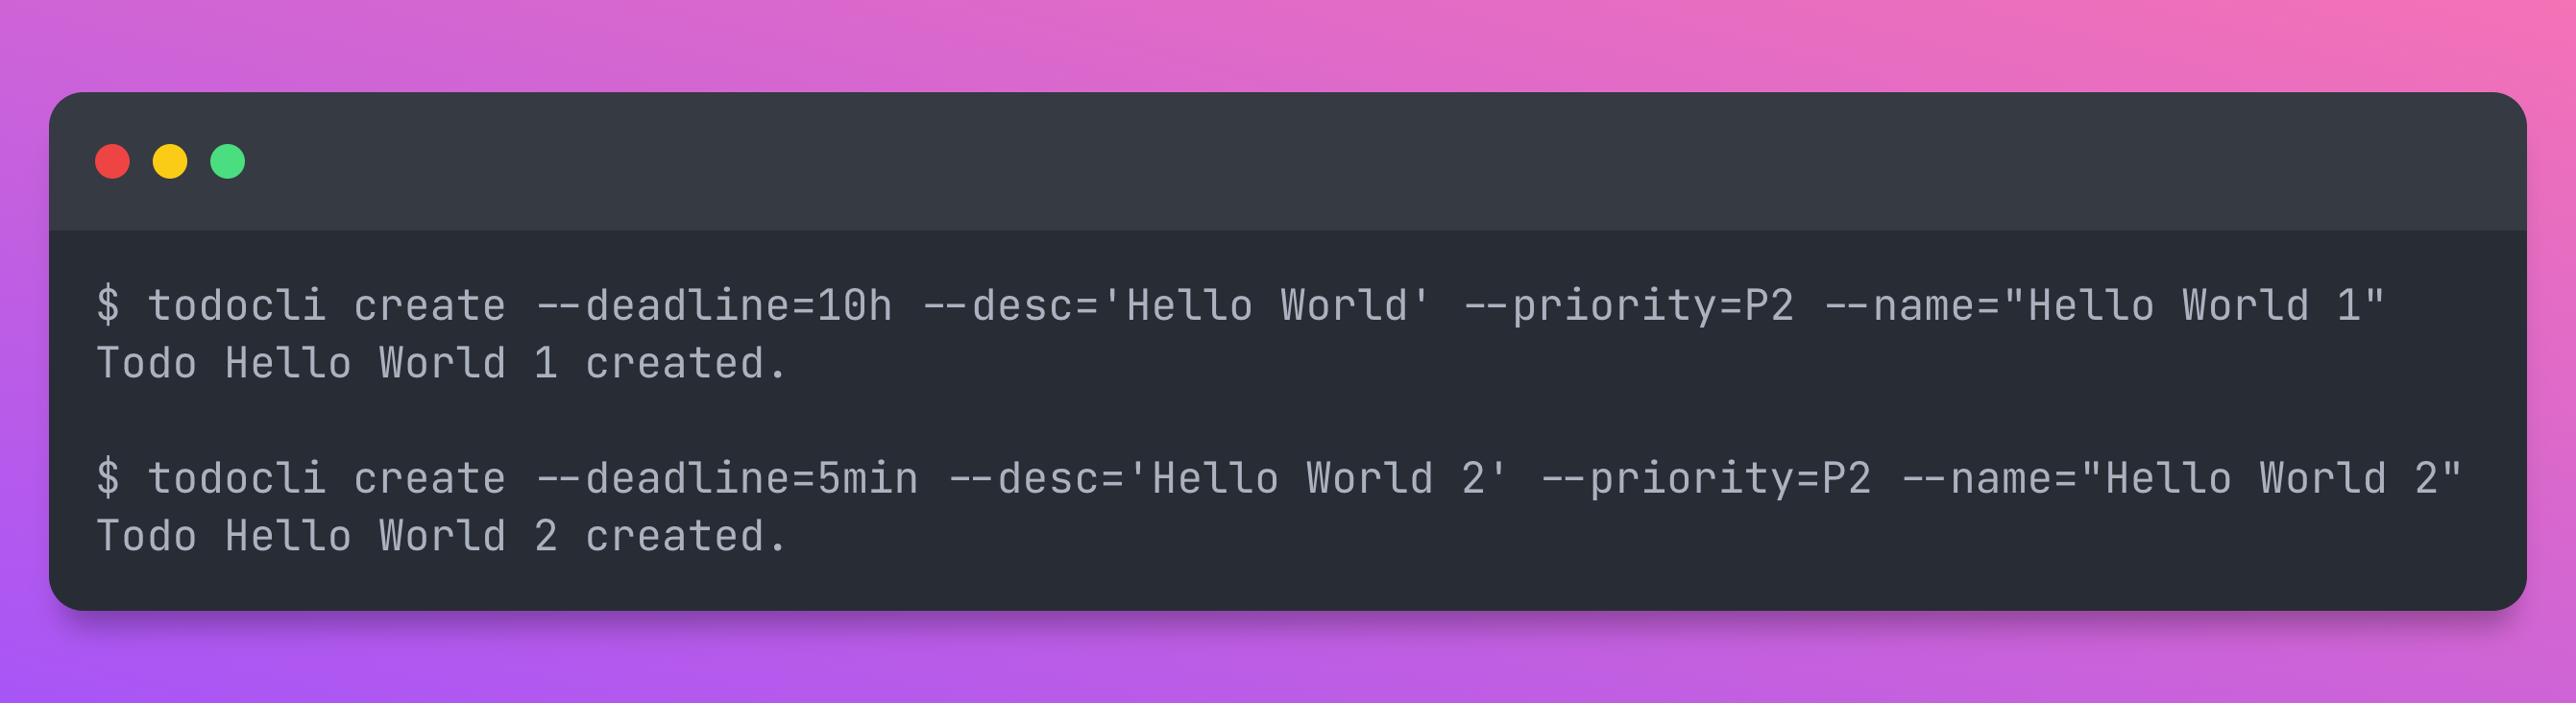 $ todocli create --deadline=10h --desc='Hello World' --priority=P2 --name="Hello World 1"
Todo Hello World 1 created.

$ todocli create --deadline=5min --desc='Hello World 2' --priority=P2 --name="Hello World 2"
Todo Hello World 2 created.